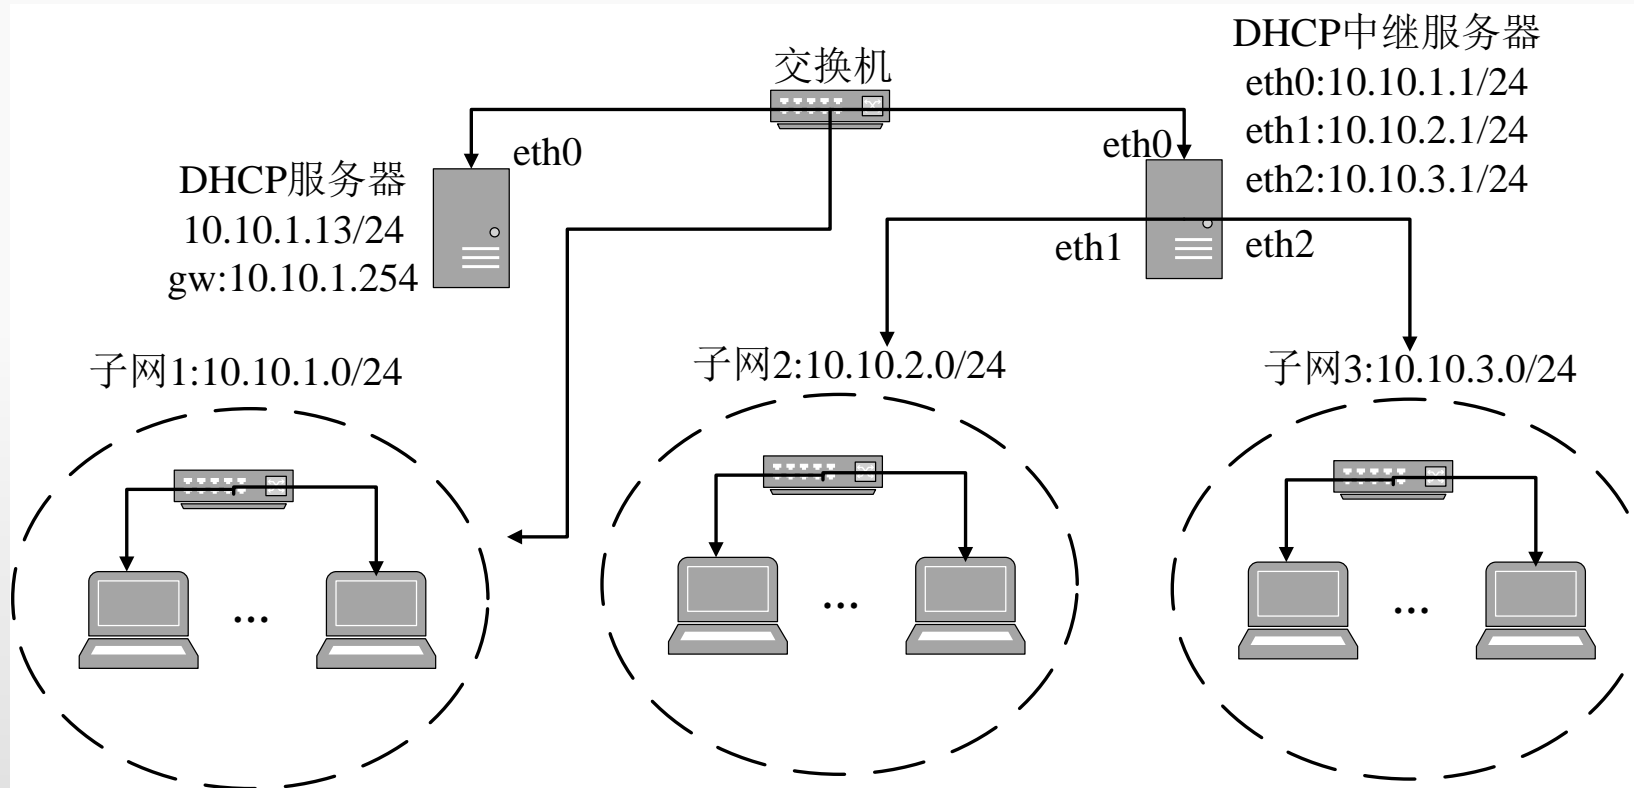 交换机
DHCP中继服务器
eth0:10.10.1.1/24
eth1:10.10.2.1/24
eth2:10.10.3.1/24
eth0
eth0
DHCP服务器
10.10.1.13/24
gw:10.10.1.254
eth1
eth2
子网1:10.10.1.0/24
子网2:10.10.2.0/24
子网3:10.10.3.0/24
...
...
...